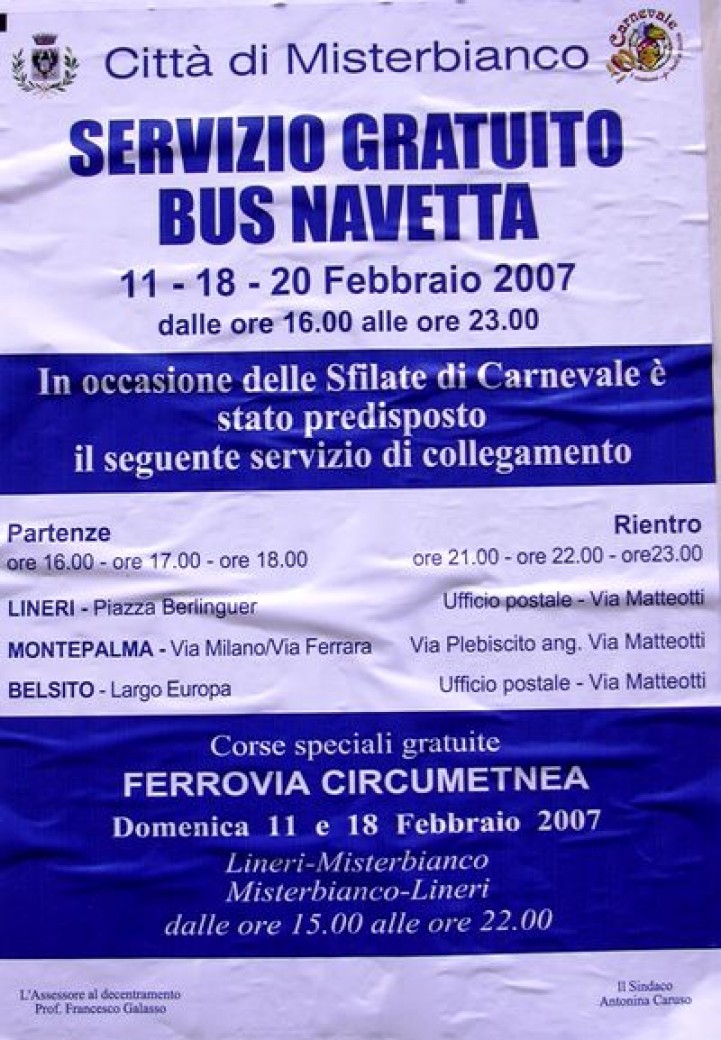 Città di Misterbianco
Carnevale
SERVIZIO GRATUITO
BUS NAVETTA
11 - 18 - 20 Febbraio 2007
dalle ore 16.00 alle ore 23.00
In occasione delle Sfilate di Carnevale è
stato predisposto
il seguente servizio di collegamento
Partenze
ore 16.00 - ore 17.00 - ore 18.00
Rientro
ore 21.00 - ore 22.00 - ore23.00
LINERI - Piazza Berlinguer
Ufficio postale - Via Matteotti
MONTEPALMA - Via Milano/Via Ferrara
Via Plebiscito ang. Via Matteotti
BELSITO - Largo Europa
Ufficio postale - Via Matteotti
Corse speciali gratuite
FERROVIA CIRCUMETNEA
Domenica 11 e 18 Febbraio 2007
Lineri-Misterbianco
Misterbianco-Lineri
dalle ore 15.00 alle ore 22.00
L'Assessore al decentramento
Prof. Francesco Galasso
Il Sindaco
Antonina Caruso